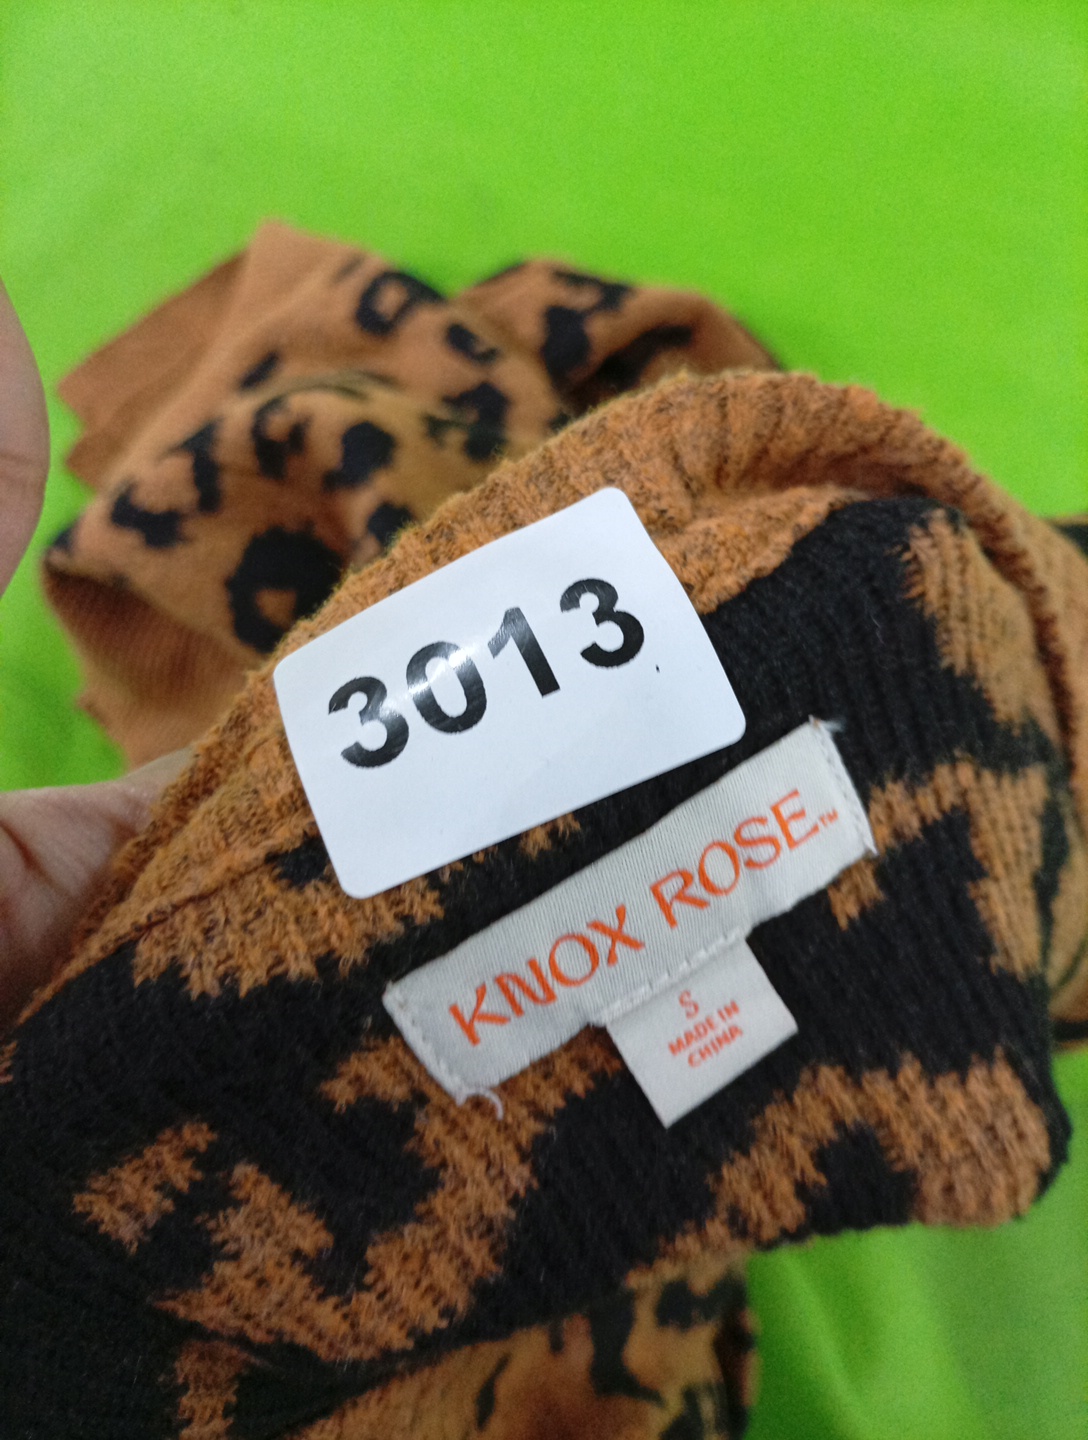 3013
KNOX ROSE™
S
MADE IN
CHINA